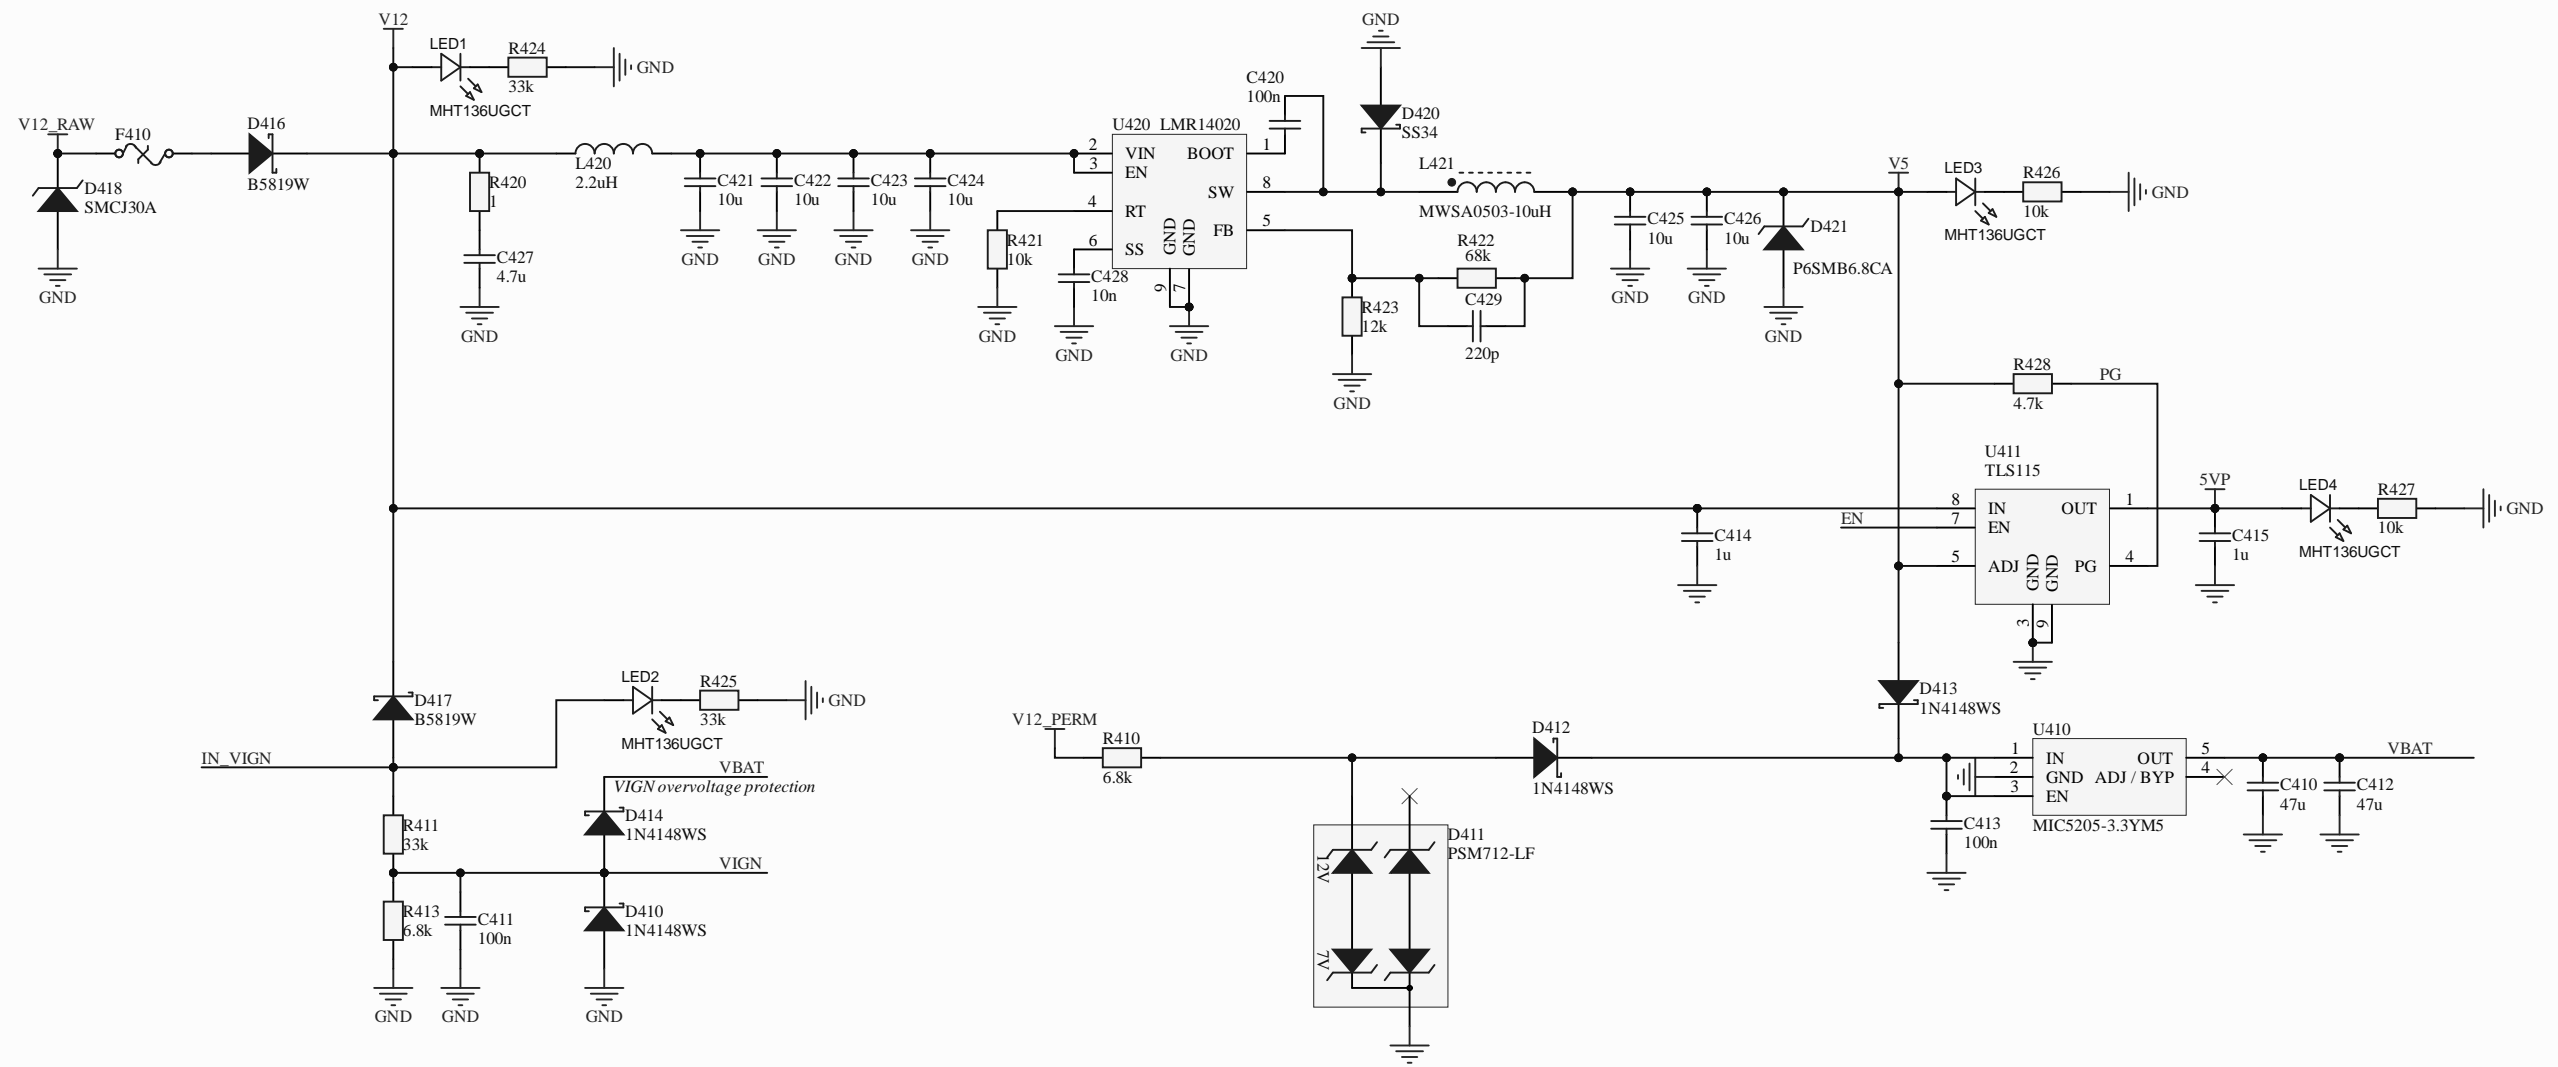 V12
LED1
MHT136UGCT
R424
33k
GND
V12_RAW
F410
D416
B5819W
D418
SMCJ30A
GND
R420
1
C427
4.7u
GND
L420
2.2uH
C421
10u
GND
C422
10u
GND
C423
10u
GND
C424
10u
GND
R421
10k
GND
C428
10n
GND
U420 LMR14020
2
VIN
3
EN
4
RT
6
SS
BOOT
1
SW
8
FB
5
GND
GND
9
7
GND
C420
100n
GND
D420
SS34
L421
MWSA0503-10uH
R422
68k
C429
220p
R423
12k
GND
C425
10u
GND
C426
10u
GND
D421
P6SMB6.8CA
GND
V5
LED3
MHT136UGCT
R426
10k
GND
R428
4.7k
PG
U411
TLS115
8
IN
7
EN
EN
5
ADJ
OUT
1
PG
4
GND
GND
3
9
C414
1u
5VP
C415
1u
LED4
MHT136UGCT
R427
10k
GND
D417
B5819W
IN_VIGN
LED2
MHT136UGCT
R425
33k
GND
VBAT
VIGN overvoltage protection
D414
1N4148WS
R411
33k
VIGN
R413
6.8k
GND
C411
100n
GND
D410
1N4148WS
GND
V12_PERM
R410
6.8k
D412
1N4148WS
D411
PSM712-LF
12V
7V
D413
1N4148WS
U410
1
IN
2
GND
3
EN
OUT
5
ADJ / BYP
4
MIC5205-3.3YM5
C413
100n
VBAT
C410
47u
C412
47u